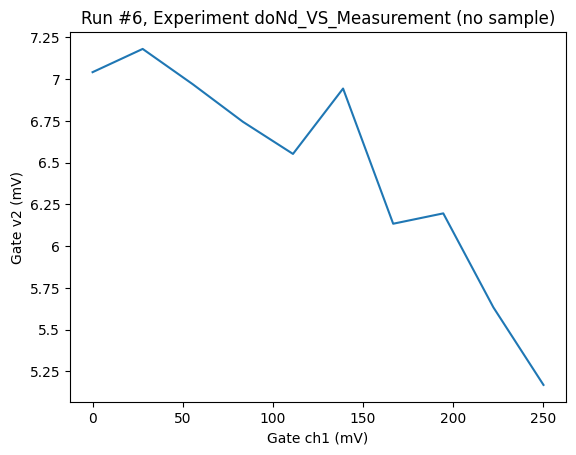 Run #6, Experiment doNd_VS_Measurement (no sample)
7.25
7
6.75
6.5
6.25
6
5.75
5.5
5.25
Gate v2 (mV)
0 50 100 150 200 250
Gate ch1 (mV)